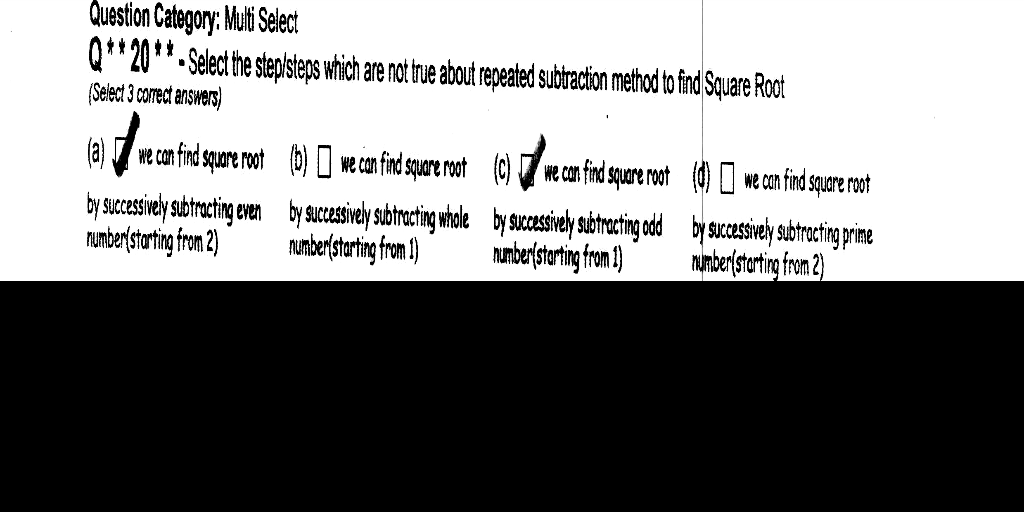 Question Category: Multi Select
Q**20** - Select the step/steps which are not true about repeated subtraction method to find Square Root
(Select 3 correct answers)
(a) we can find square root (b) we can find square root (c) we can find square root (d) we can find square root
by successively subtracting even by successively subtracting whole by successively subtracting odd by successively subtracting prime
number(starting from 2) number(starting from 1) number(starting from 1) number(starting from 2)